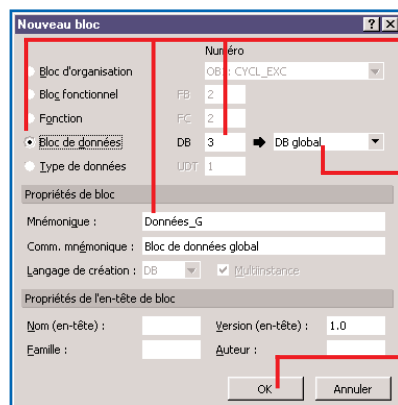 Nouveau bloc
Numéro
Bloc d'organisation OB1 : CYCL_EXC
Bloc fonctionnel FB 2
Fonction FC 2
Bloc de données DB 3 DB global
Type de données UDT 1
Propriétés de bloc
Mnémonique : Données_G
Comm. mnémonique : Bloc de données global
Langage de création : DB Multiinstance
Propriétés de l'en-tête de bloc
Nom (en-tête) : Version (en-tête) : 1.0
Famille : Auteur :
OK Annuler